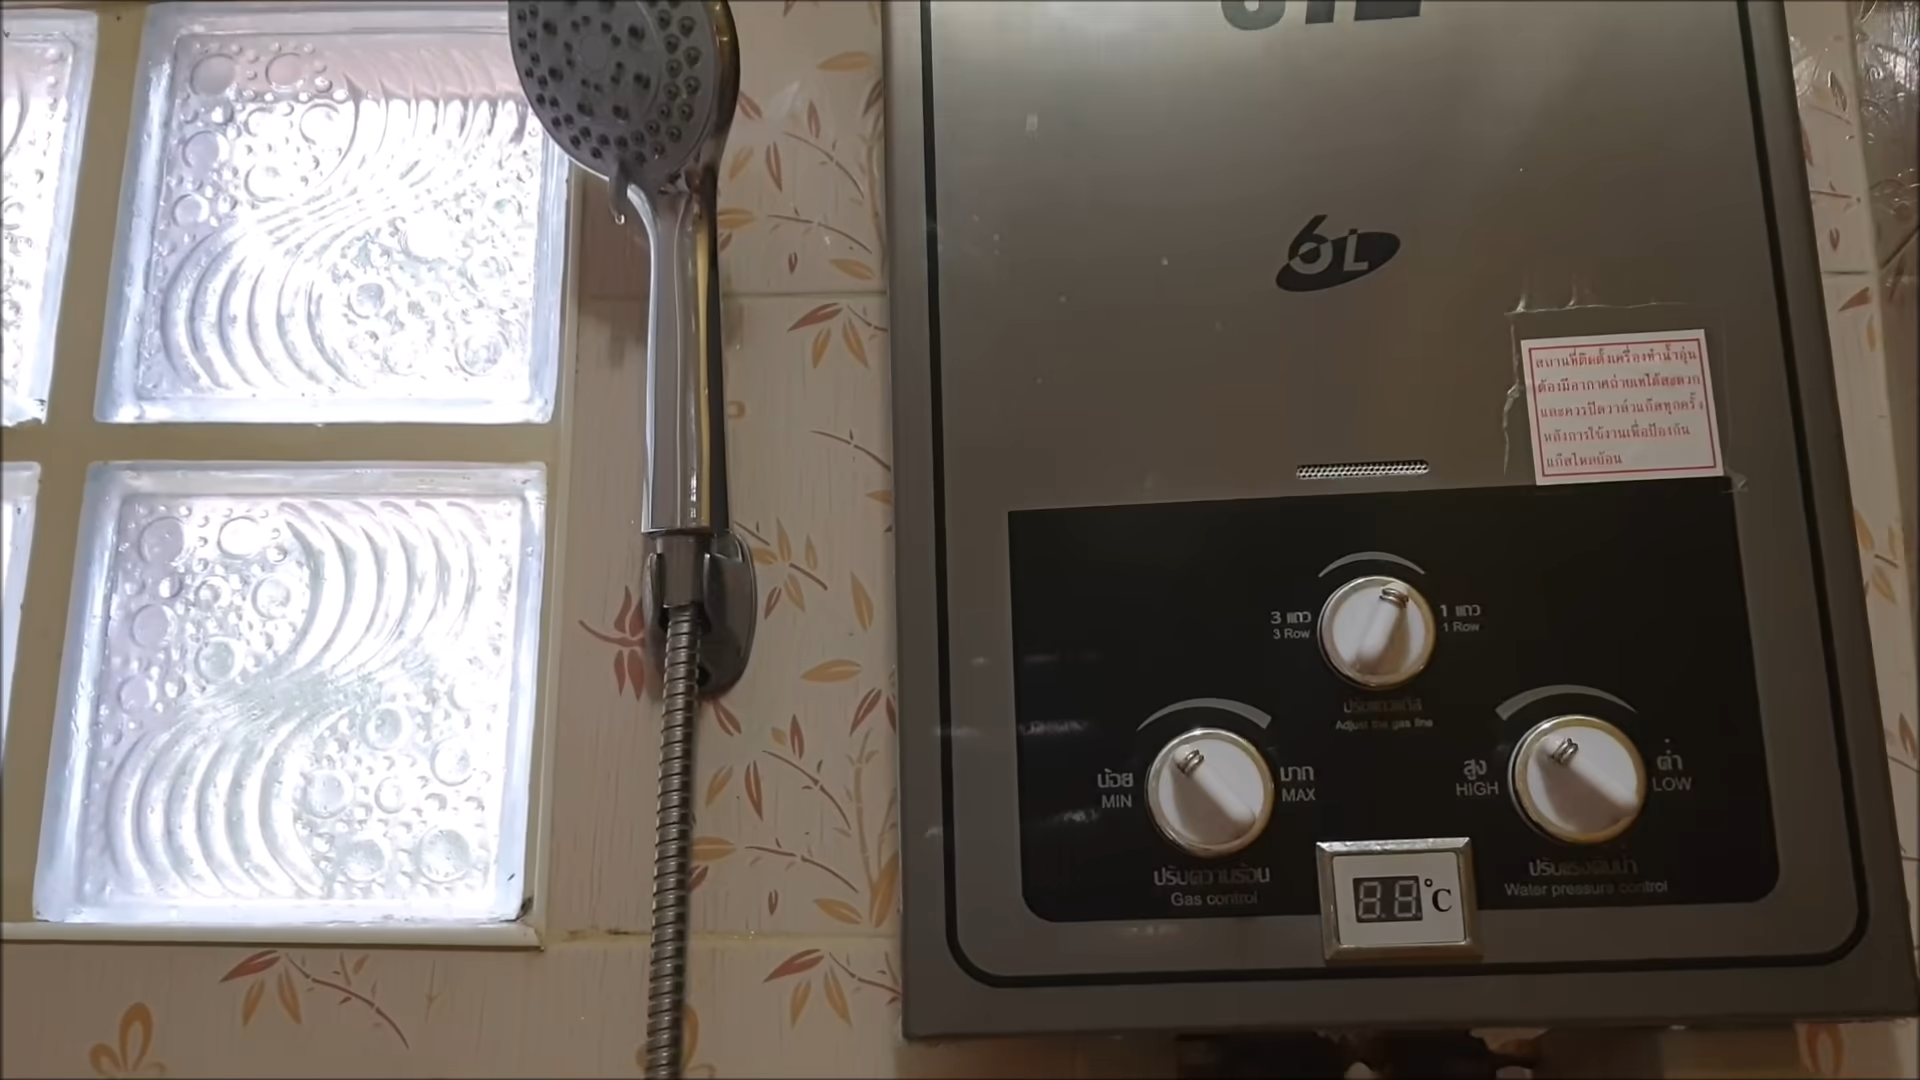 6L
สถานที่ติดตั้งเครื่องทำน้ำอุ่น
ต้องมีอากาศถ่ายเทได้สะดวก
และควรปิดวาล์วแก๊สทุกครั้ง
หลังการใช้งานเพื่อป้องกัน
แก๊สไหลย้อน
3 แถว
3 Row
1 แถว
1 Row
ปรับแถวแก๊ส
Adjust the gas line
น้อย
MIN
มาก
MAX
สูง
HIGH
ต่ำ
LOW
ปรับความร้อน
Gas control
ปรับแรงดันน้ำ
Water pressure control
°C